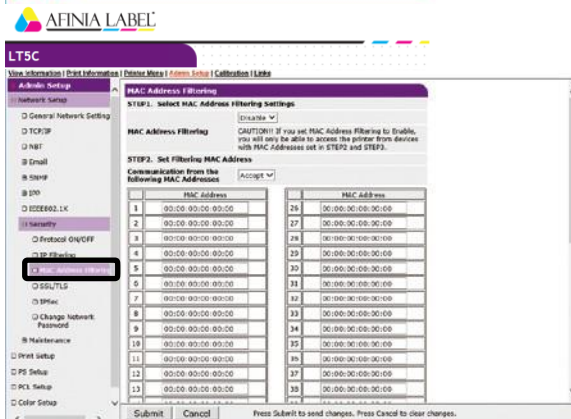 AFINIA LABEL
LT5C
View Information | Print Information | Printer Menu | Admin Setup | Calibration | Links
Admin Setup
Network Setup
General Network Setting
TCP/IP
NBT
Email
SNMP
IPP
IEEE802.1X
Security
Protocol ON/OFF
IP Filtering
MAC Address Filtering
SSL/TLS
IPSec
Change Network
Password
Maintenance
Print Setup
PS Setup
PCL Setup
Color Setup
MAC Address Filtering
STEP1. Select MAC Address Filtering Settings
Disable
MAC Address Filtering
CAUTION!! If you set MAC Address Filtering to Enable,
you will only be able to access the printer from devices
with MAC Addresses set in STEP2 and STEP3.
STEP2. Set Filtering MAC Address
Communication from the
following MAC Addresses
Accept
MAC Address MAC Address
1 00:00:00:00:00:00 26 00:00:00:00:00:00
2 00:00:00:00:00:00 27 00:00:00:00:00:00
3 00:00:00:00:00:00 28 00:00:00:00:00:00
4 00:00:00:00:00:00 29 00:00:00:00:00:00
5 00:00:00:00:00:00 30 00:00:00:00:00:00
6 00:00:00:00:00:00 31 00:00:00:00:00:00
7 00:00:00:00:00:00 32 00:00:00:00:00:00
8 00:00:00:00:00:00 33 00:00:00:00:00:00
9 00:00:00:00:00:00 34 00:00:00:00:00:00
10 00:00:00:00:00:00 35 00:00:00:00:00:00
11 00:00:00:00:00:00 36 00:00:00:00:00:00
12 00:00:00:00:00:00 37 00:00:00:00:00:00
13 00:00:00:00:00:00 38 00:00:00:00:00:00
Submit Cancel Press Submit to send changes. Press Cancel to clear changes.